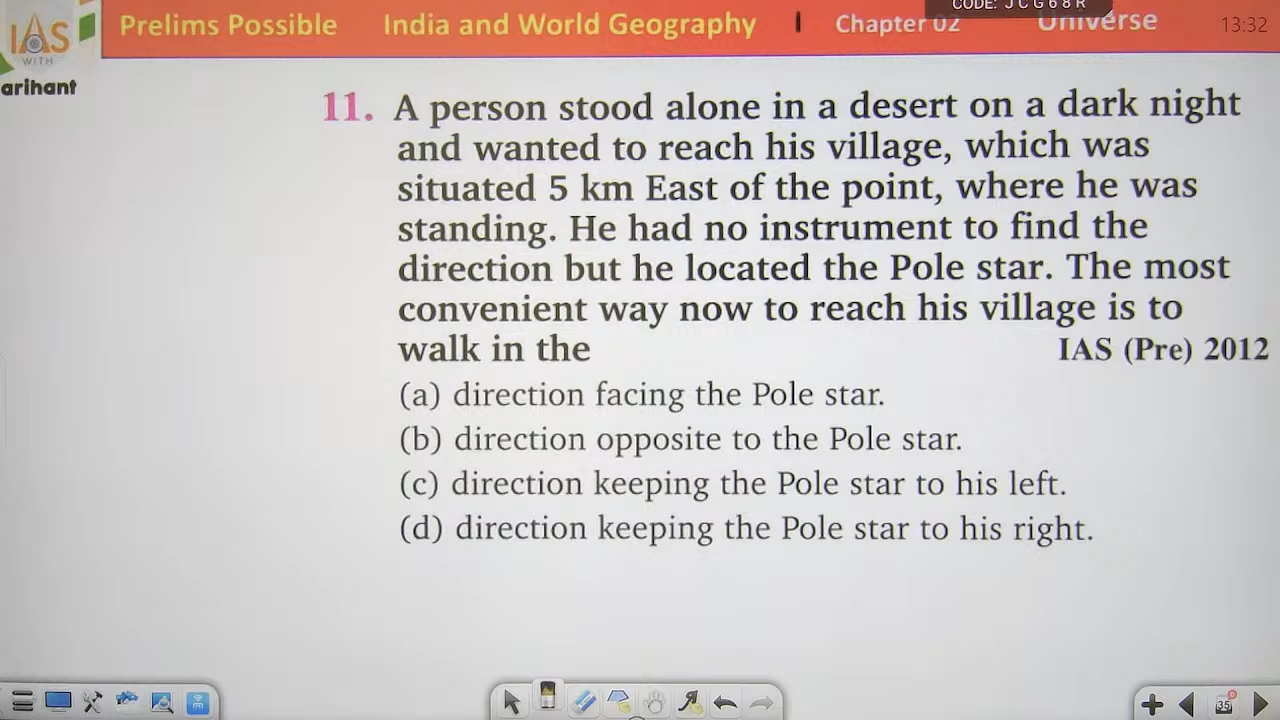 CODE: JCG68R
IAS
WITH
arihant
Prelims Possible India and World Geography | Chapter 02 Universe 13:32
11. A person stood alone in a desert on a dark night
and wanted to reach his village, which was
situated 5 km East of the point, where he was
standing. He had no instrument to find the
direction but he located the Pole star. The most
convenient way now to reach his village is to
walk in the IAS (Pre) 2012
(a) direction facing the Pole star.
(b) direction opposite to the Pole star.
(c) direction keeping the Pole star to his left.
(d) direction keeping the Pole star to his right.
35